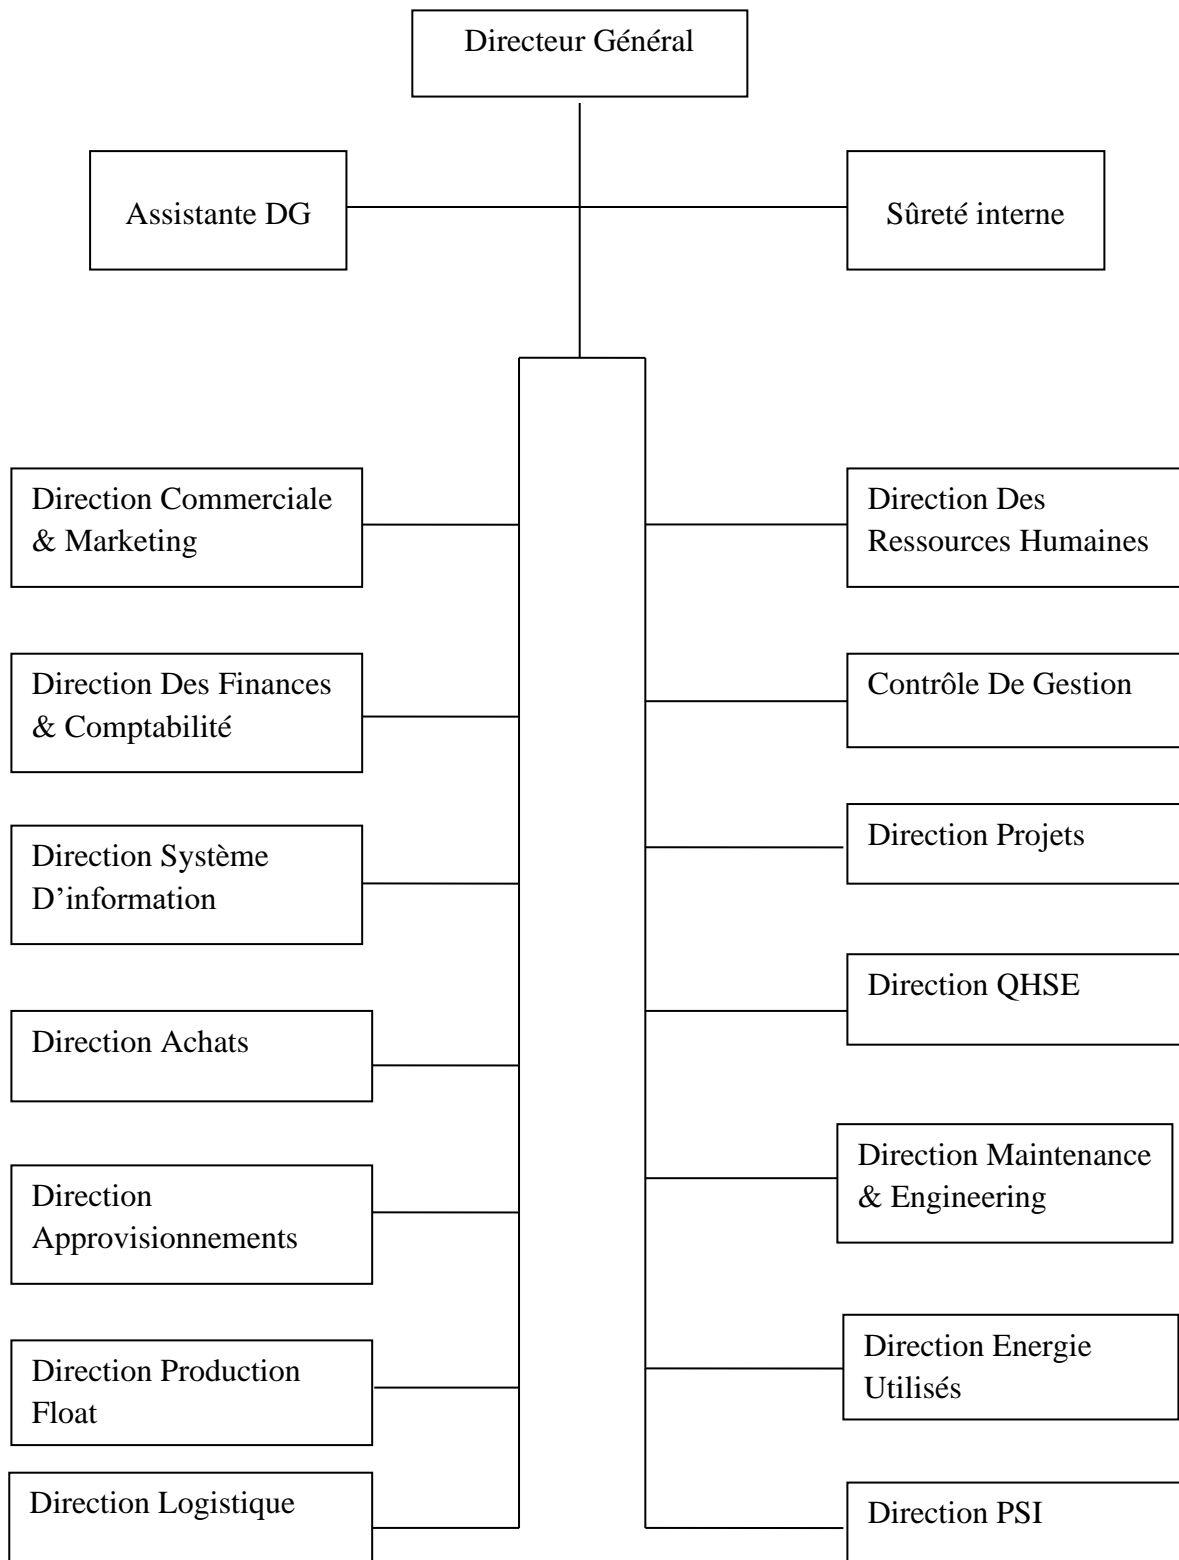 Directeur Général
Assistante DG
Sûreté interne
Direction Commerciale
& Marketing
Direction Des
Ressources Humaines
Direction Des Finances
& Comptabilité
Contrôle De Gestion
Direction Système
D’information
Direction Projets
Direction QHSE
Direction Achats
Direction Maintenance
& Engineering
Direction
Approvisionnements
Direction Energie
Utilisés
Direction Production
Float
Direction Logistique
Direction PSI